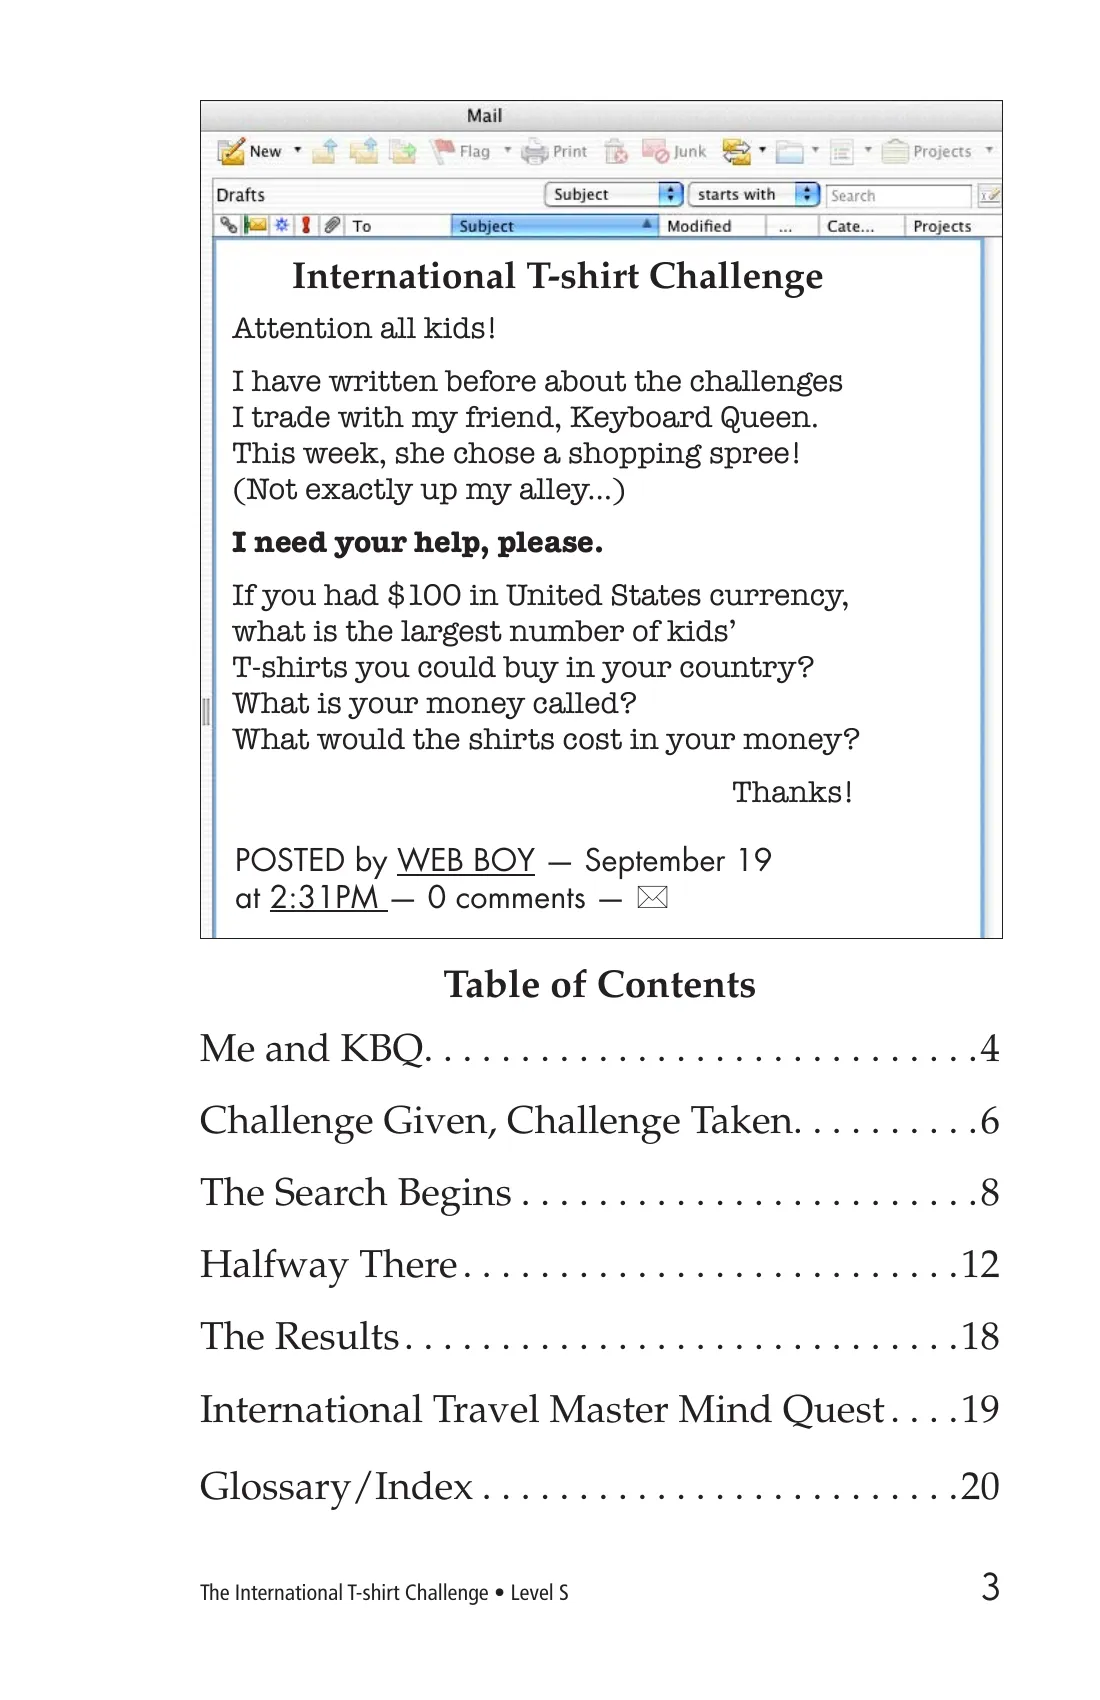 Mail
New Flag Print Junk Projects
Drafts Subject starts with Search
To Subject Modified ... Cate... Projects
International T-shirt Challenge
Attention all kids!
I have written before about the challenges
I trade with my friend, Keyboard Queen.
This week, she chose a shopping spree!
(Not exactly up my alley...)
I need your help, please.
If you had $100 in United States currency,
what is the largest number of kids’
T-shirts you could buy in your country?
What is your money called?
What would the shirts cost in your money?
Thanks!
POSTED by WEB BOY — September 19
at 2:31PM — 0 comments —
Table of Contents
Me and KBQ. . . . . . . . . . . . . . . . . . . . . . . . . . . . .4
Challenge Given, Challenge Taken. . . . . . . . . .6
The Search Begins . . . . . . . . . . . . . . . . . . . . . . . .8
Halfway There . . . . . . . . . . . . . . . . . . . . . . . . . .12
The Results . . . . . . . . . . . . . . . . . . . . . . . . . . . . .18
International Travel Master Mind Quest . . . .19
Glossary/Index . . . . . . . . . . . . . . . . . . . . . . . . .20
The International T-shirt Challenge • Level S 3